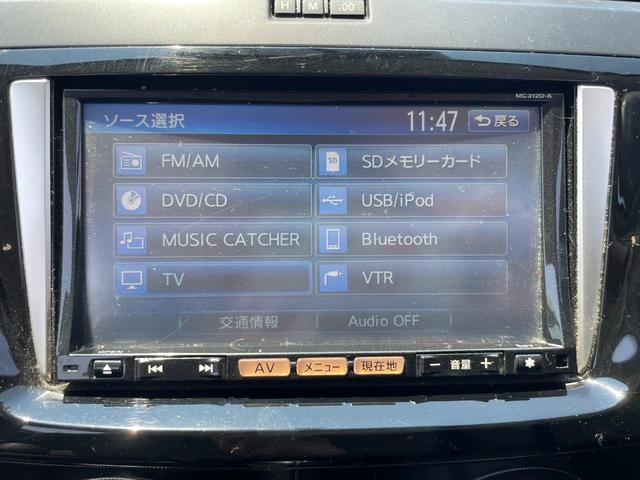 H M :00
MC312D-A
ソース選択 11:47 戻る
FM/AM SD SDメモリーカード
DVD/CD USB/iPod
MUSIC CATCHER Bluetooth
TV VTR
交通情報 Audio OFF
OPEN
AV メニュー 現在地 − 音量 + ✱